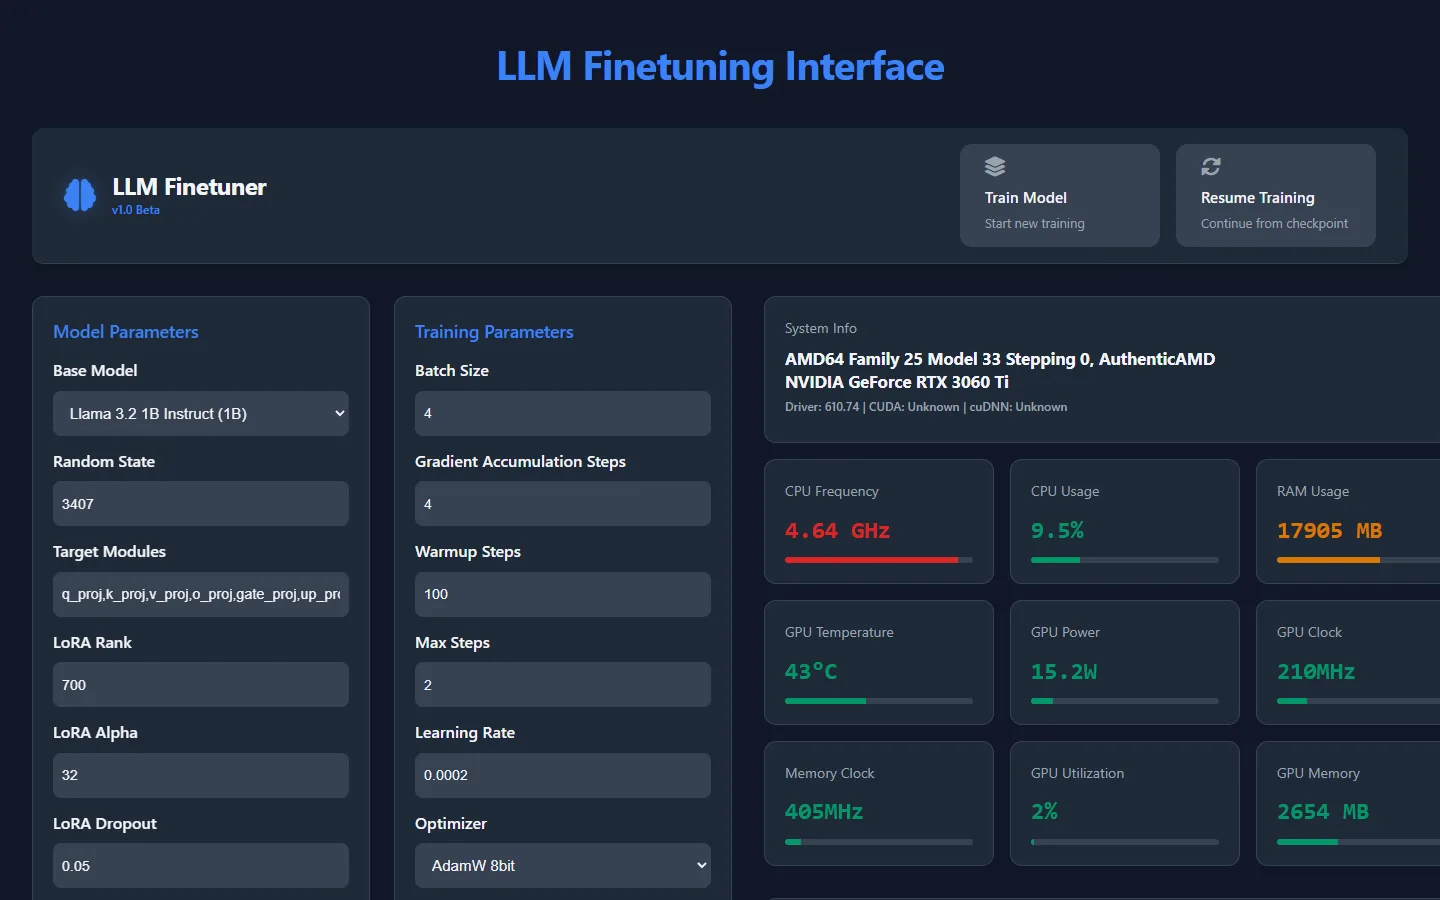 LLM Finetuning Interface
LLM Finetuner
v1.0 Beta
Train Model
Start new training
Resume Training
Continue from checkpoint
Model Parameters
Base Model
Llama 3.2 1B Instruct (1B)
Random State
3407
Target Modules
q_proj,k_proj,v_proj,o_proj,gate_proj,up_pro
LoRA Rank
700
LoRA Alpha
32
LoRA Dropout
0.05
Training Parameters
Batch Size
4
Gradient Accumulation Steps
4
Warmup Steps
100
Max Steps
2
Learning Rate
0.0002
Optimizer
AdamW 8bit
System Info
AMD64 Family 25 Model 33 Stepping 0, AuthenticAMD
NVIDIA GeForce RTX 3060 Ti
Driver: 610.74 | CUDA: Unknown | cuDNN: Unknown
CPU Frequency
4.64 GHz
CPU Usage
9.5%
RAM Usage
17905 MB
GPU Temperature
43°C
GPU Power
15.2W
GPU Clock
210MHz
Memory Clock
405MHz
GPU Utilization
2%
GPU Memory
2654 MB